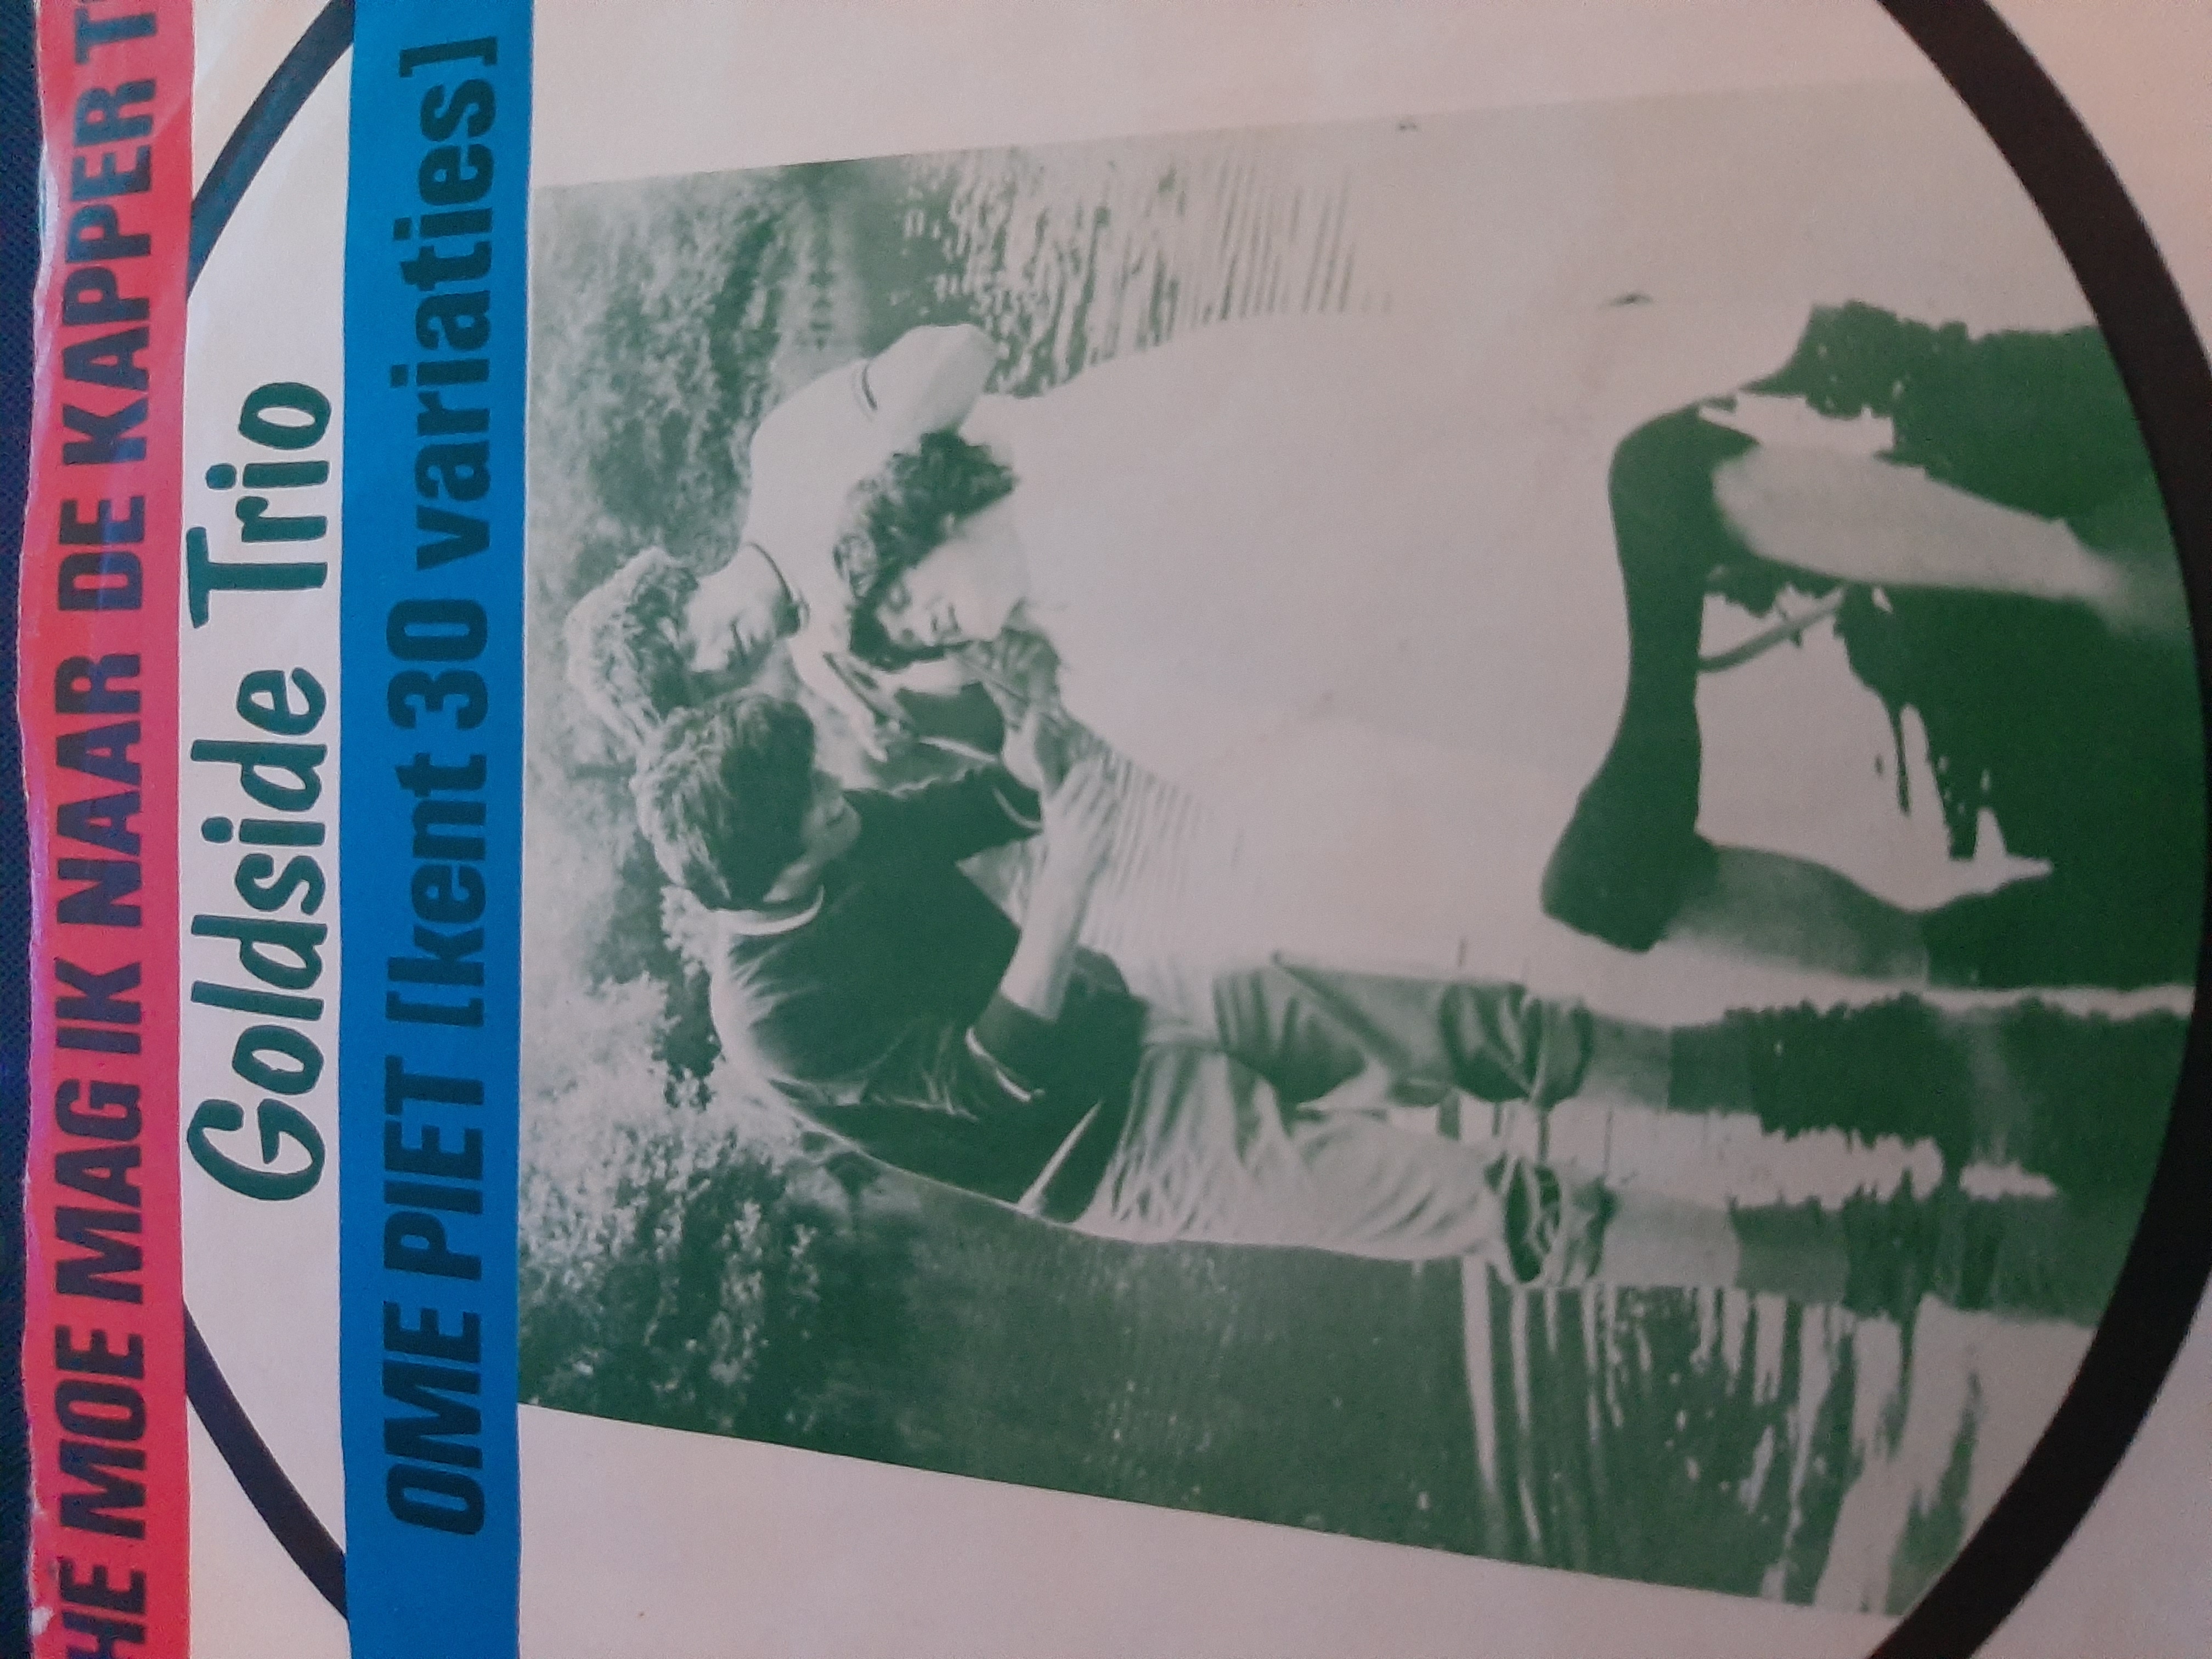 HE MOE MAG IK NAAR DE KAPPER T
Goldside Trio
OME PIET [kent 30 variaties]